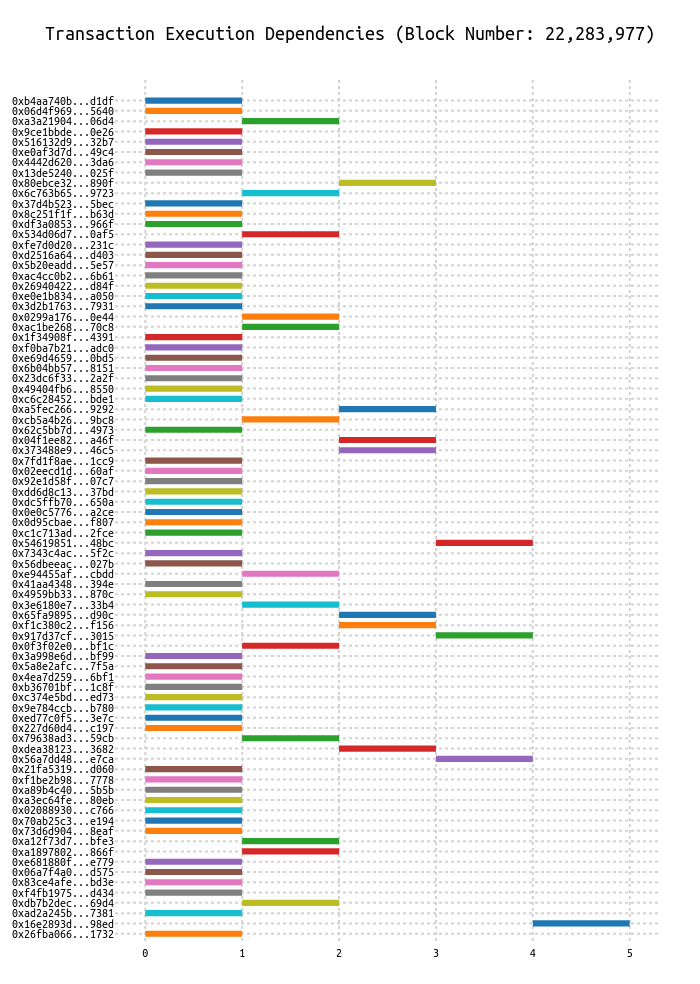 Transaction Execution Dependencies (Block Number: 22,283,977)
0xb4aa740b...d1df
0x06d4f969...5640
0xa3a21904...06d4
0x9ce1bbde...0e26
0x516132d9...32b7
0xe0af3d7d...49c4
0x4442d620...3da6
0x13de5240...025f
0x80ebce32...890f
0x6c763b65...9723
0x37d4b523...5bec
0x8c251f1f...b63d
0xdf3a0853...966f
0x534d06d7...0af5
0xfe7d0d20...231c
0xd2516a64...d403
0x5b20eadd...5e57
0xac4cc0b2...6b61
0x26940422...d84f
0xe0e1b834...a050
0x3d2b1763...7931
0x0299a176...0e44
0xac1be268...70c8
0x1f34908f...4391
0xf0ba7b21...adc0
0xe69d4659...0bd5
0x6b04bb57...8151
0x23dc6f33...2a2f
0x49404fb6...8550
0xc6c28452...bde1
0xa5fec266...9292
0xcb5a4b26...9bc8
0x62c5bb7d...4973
0x04f1ee82...a46f
0x373488e9...46c5
0x7fd1f8ae...1cc9
0x02eecd1d...60af
0x92e1d58f...07c7
0xdd6d8c13...37bd
0xdc5ffb70...650a
0x0e0c5776...a2ce
0x0d95cbae...f807
0xc1c713ad...2fce
0x54619851...48bc
0x7343c4ac...5f2c
0x56dbeeac...027b
0xe94455af...cbdd
0x41aa4348...394e
0x4959bb33...870c
0x3e6180e7...33b4
0x65fa9895...d90c
0xf1c380c2...f156
0x917d37cf...3015
0x0f3f02e0...bf1c
0x3a998e6d...bf99
0x5a8e2afc...7f5a
0x4ea7d259...6bf1
0xb36701bf...1c8f
0xc374e5bd...ed73
0x9e784ccb...b780
0xed77c0f5...3e7c
0x227d60d4...c197
0x79638ad3...59cb
0xdea38123...3682
0x56a7dd48...e7ca
0x21fa5319...d060
0xf1be2b98...7778
0xa89b4c40...5b5b
0xa3ec64fe...80eb
0x02088930...c766
0x70ab25c3...e194
0x73d6d904...8eaf
0xa12f73d7...bfe3
0xa1897802...866f
0xe681880f...e779
0x06a7f4a0...d575
0x83ce4afe...bd3e
0xf4fb1975...d434
0xdb7b2dec...69d4
0xad2a245b...7381
0x16e2893d...98ed
0x26fba066...1732
0 1 2 3 4 5